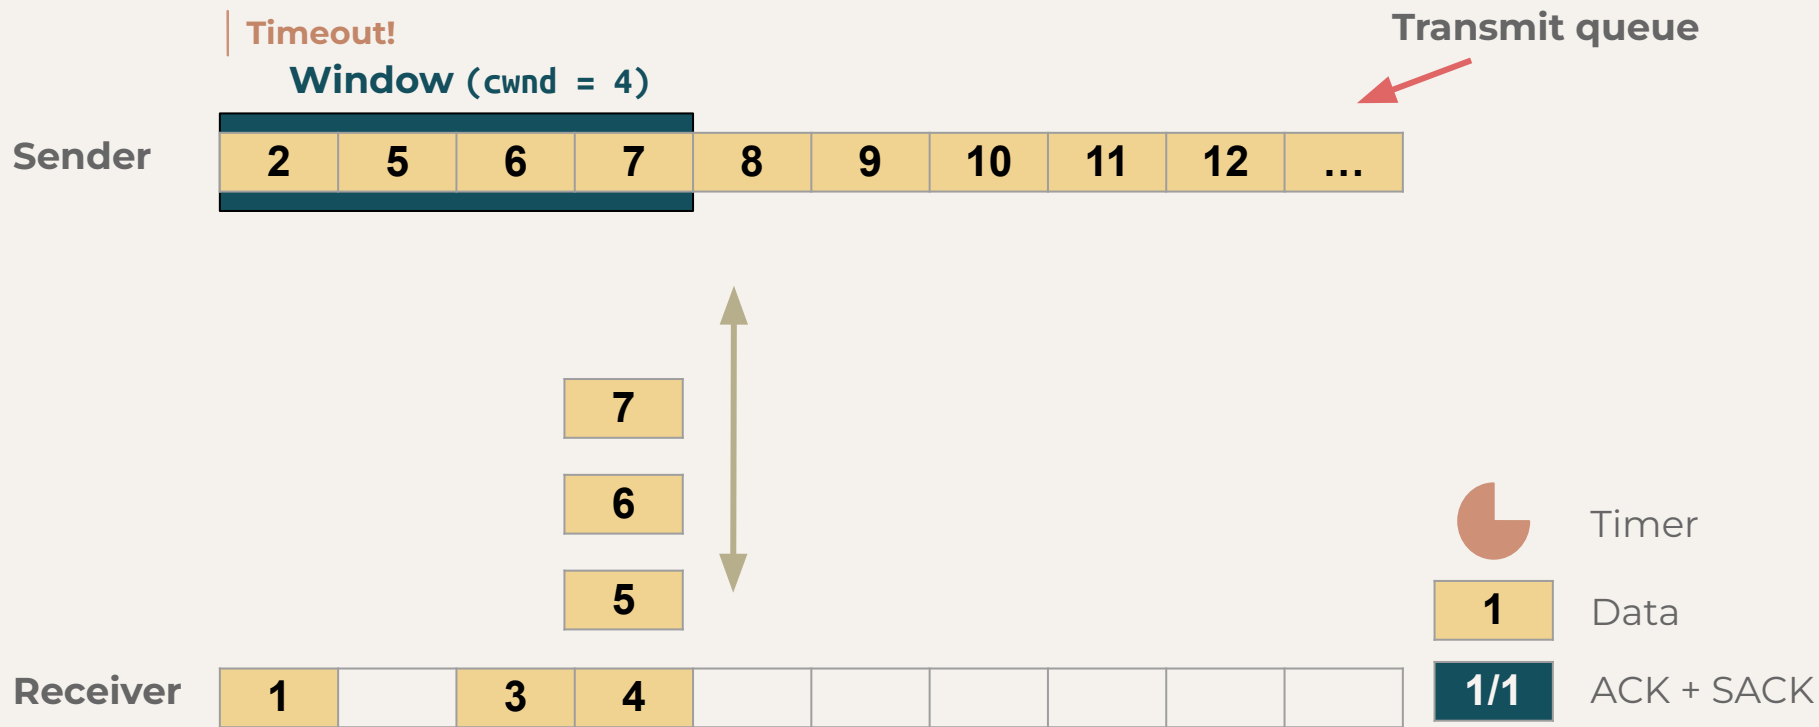 Timeout!
Transmit queue
Window (cwnd = 4)
Sender
2 5 6 7 8 9 10 11 12 ...
7
6
5
Timer
1 Data
Receiver
1 3 4
1/1 ACK + SACK